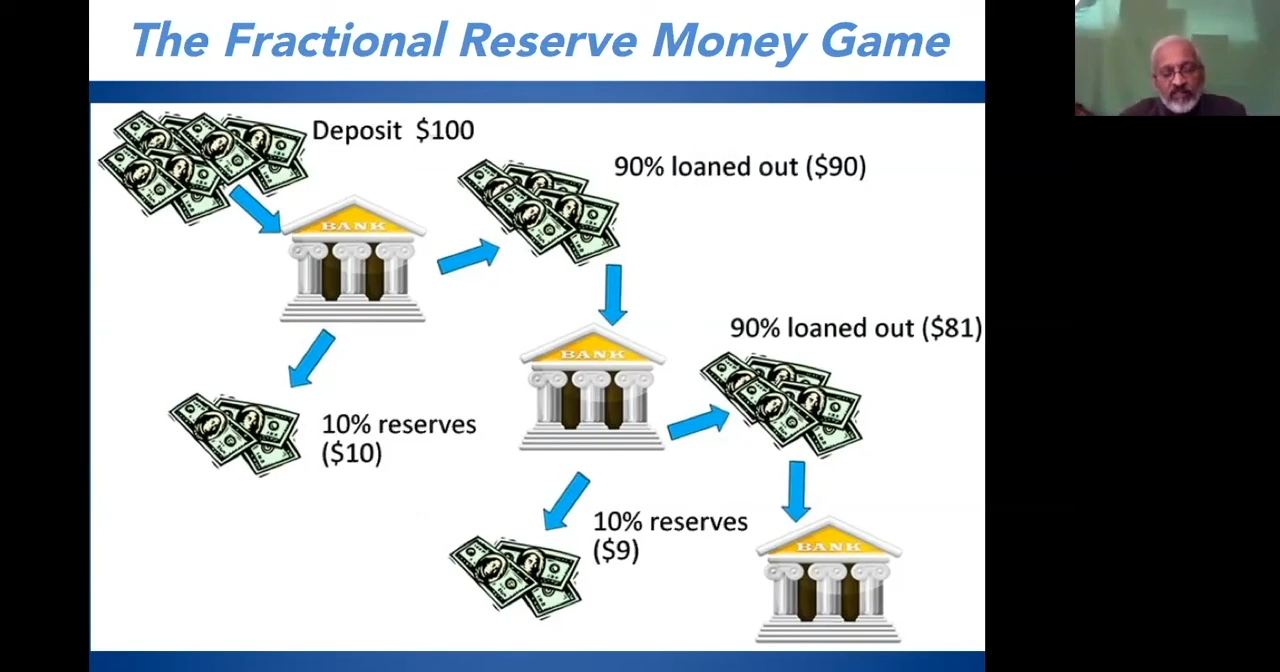 The Fractional Reserve Money Game
Deposit $100
90% loaned out ($90)
BANK
90% loaned out ($81)
BANK
10% reserves
($10)
10% reserves
($9)
BANK